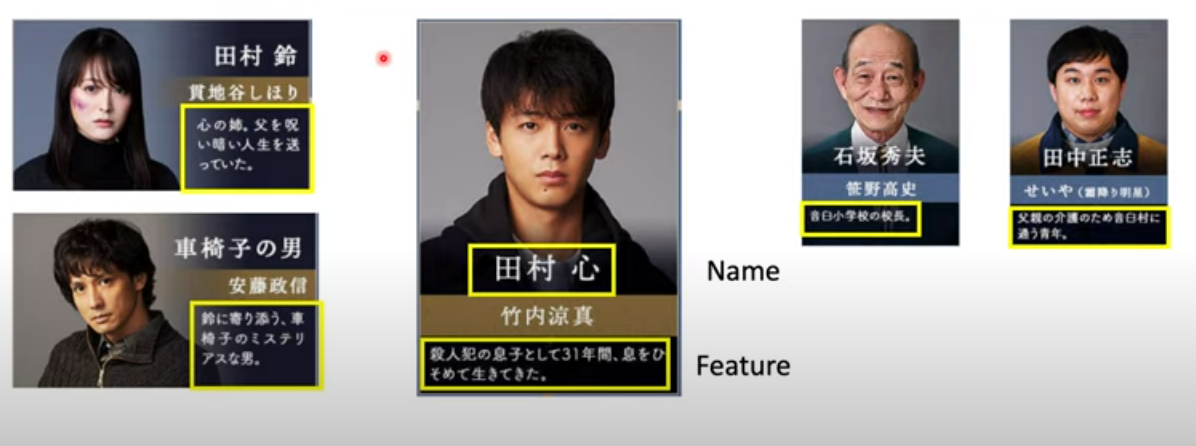 田村 鈴
貫地谷しほり
心の姉。父を呪
い暗い人生を送
っていた。
車椅子の男
安藤政信
鈴に寄り添う、車
椅子のミステリ
アスな男。
田村 心
竹内涼真
殺人犯の息子として31年間、息をひ
そめて生きてきた。
Name
Feature
石坂秀夫
笹野高史
音臼小学校の校長。
田中正志
せいや（霜降り明星）
父親の介護のため音臼村に
通う青年。